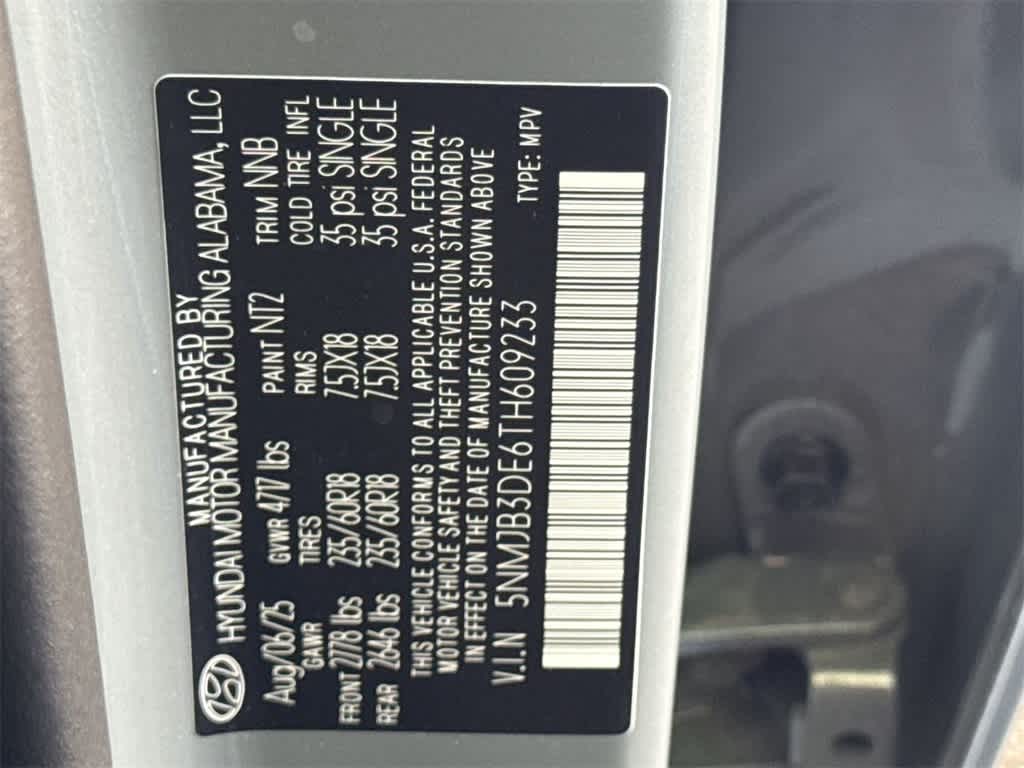 MANUFACTURED BY
HYUNDAI MOTOR MANUFACTURING ALABAMA, LLC
Aug/06/25 GVWR 4777 lbs PAINT NT2 TRIM NNB
GAWR TIRES RIMS COLD TIRE INFL
FRONT 2778 lbs 235/60R18 7.5JX18 35 psi SINGLE
REAR 2646 lbs 235/60R18 7.5JX18 35 psi SINGLE
THIS VEHICLE CONFORMS TO ALL APPLICABLE U.S.A. FEDERAL
MOTOR VEHICLE SAFETY AND THEFT PREVENTION STANDARDS
IN EFFECT ON THE DATE OF MANUFACTURE SHOWN ABOVE
V.I.N 5NMJB3DE6TH609233 TYPE: MPV